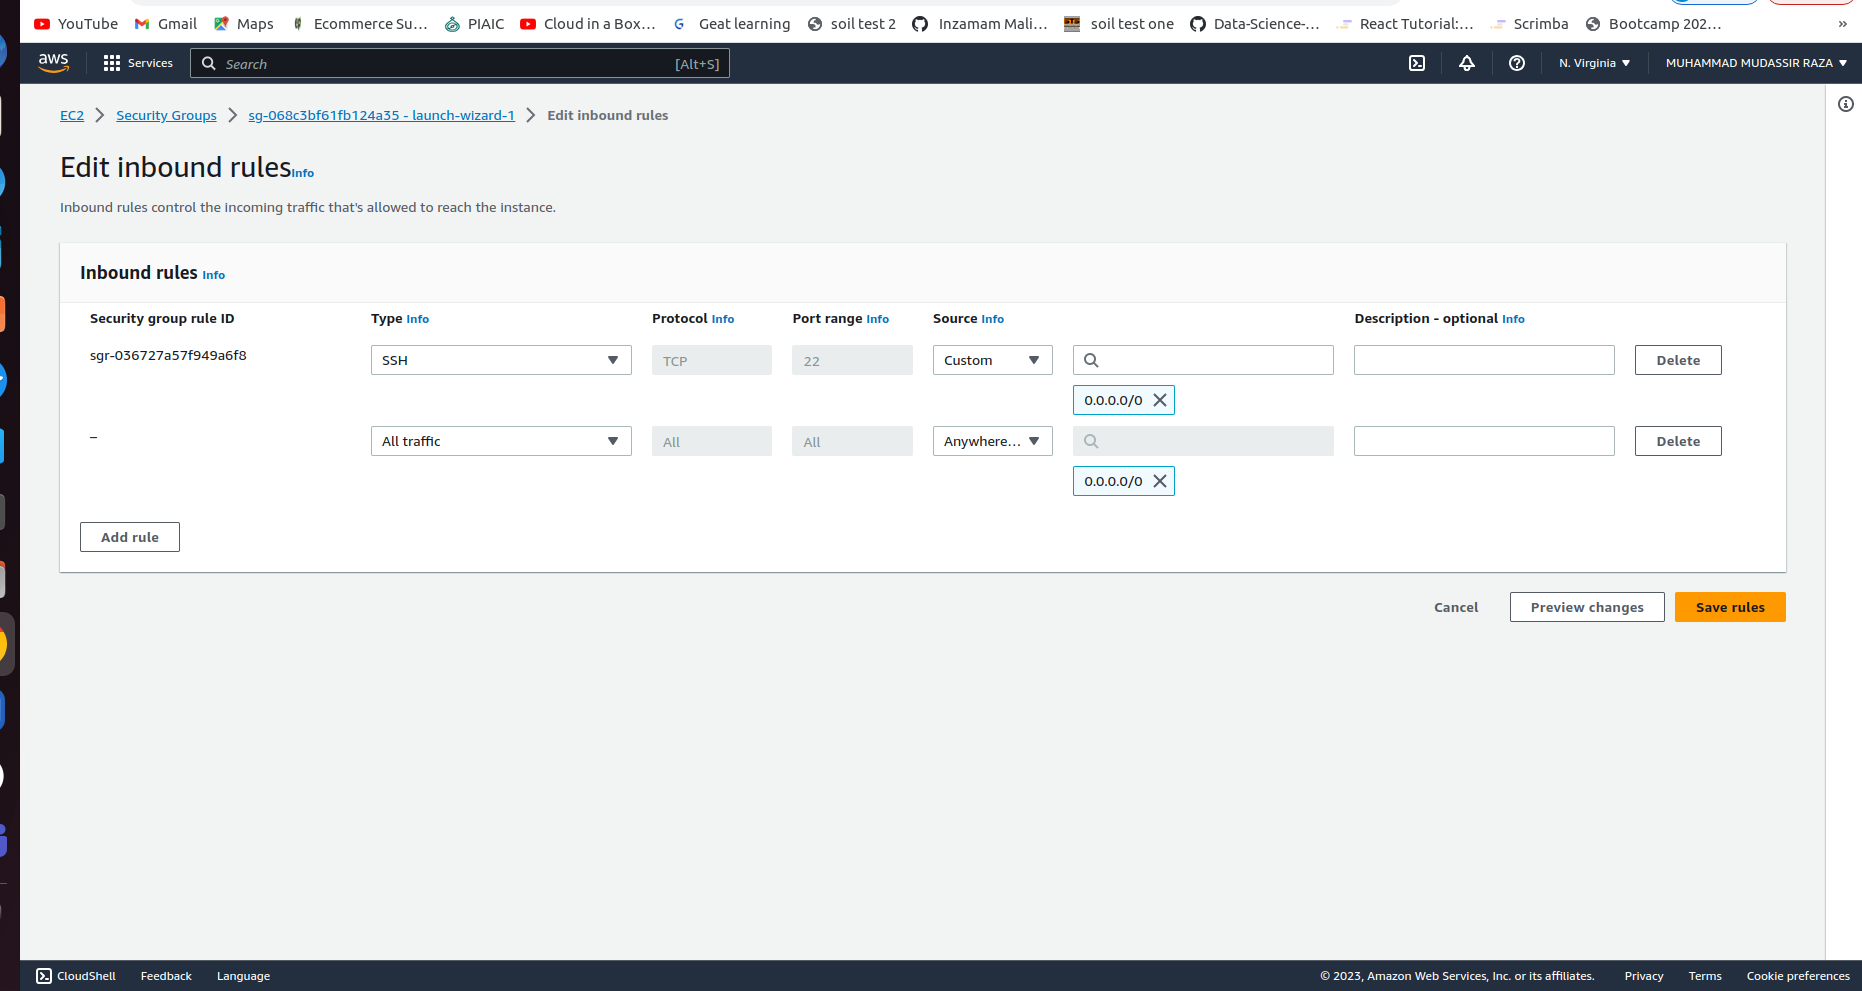 YouTube Gmail Maps Ecommerce Su... PIAIC Cloud in a Box... Geat learning soil test 2 Inzamam Mali... soil test one Data-Science-... React Tutorial:... Scrimba Bootcamp 202... »
aws Services Search [Alt+S] N. Virginia MUHAMMAD MUDASSIR RAZA
EC2 Security Groups sg-068c3bf61fb124a35 - launch-wizard-1 Edit inbound rules
Edit inbound rules Info
Inbound rules control the incoming traffic that's allowed to reach the instance.
Inbound rules Info
Security group rule ID Type Info Protocol Info Port range Info Source Info Description - optional Info
sgr-036727a57f949a6f8 SSH TCP 22 Custom Delete
0.0.0.0/0
– All traffic All All Anywhere... Delete
0.0.0.0/0
Add rule
Cancel Preview changes Save rules
CloudShell Feedback Language © 2023, Amazon Web Services, Inc. or its affiliates. Privacy Terms Cookie preferences